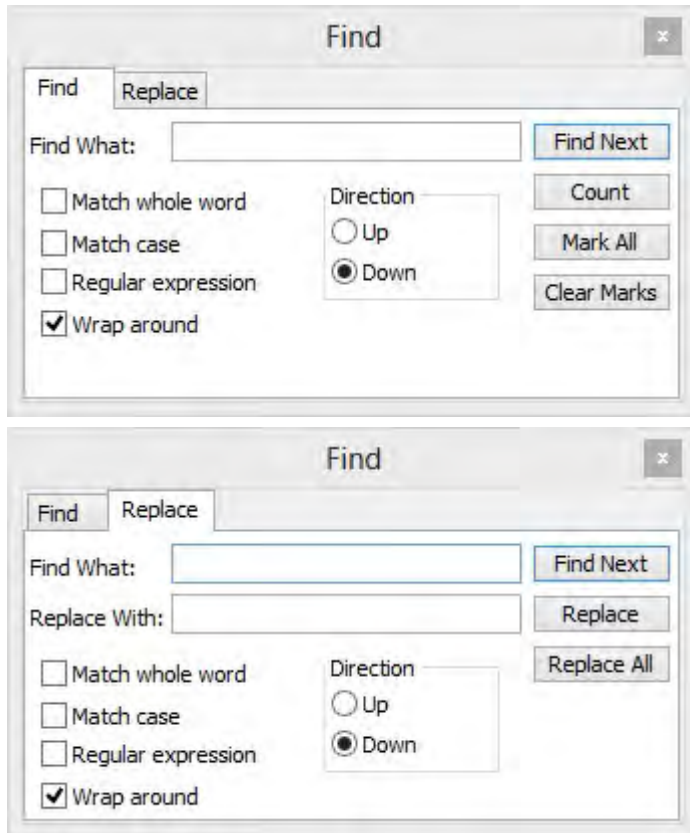 Find
x
Find Replace
Find What: Find Next
Match whole word Direction Count
Match case Up Mark All
Regular expression Down Clear Marks
Wrap around
Find
x
Find Replace
Find What: Find Next
Replace With: Replace
Match whole word Direction Replace All
Match case Up
Regular expression Down
Wrap around